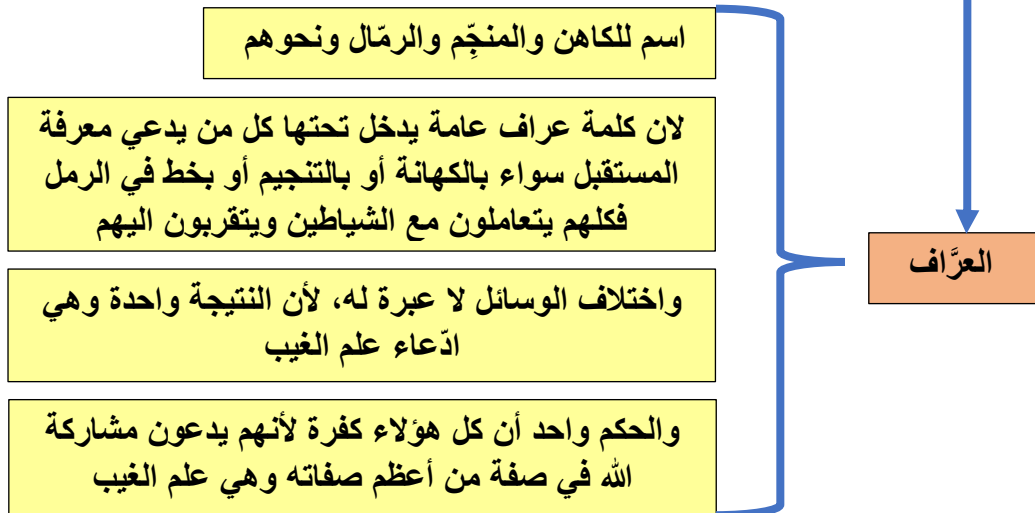 العرَّاف
اسم للكاهن والمنجِّم والرمّال ونحوهم
لان كلمة عراف عامة يدخل تحتها كل من يدعي معرفة
المستقبل سواء بالكهانة أو بالتنجيم أو بخط في الرمل
فكلهم يتعاملون مع الشياطين ويتقربون اليهم
واختلاف الوسائل لا عبرة له، لأن النتيجة واحدة وهي
ادّعاء علم الغيب
والحكم واحد أن كل هؤلاء كفرة لأنهم يدعون مشاركة
الله في صفة من أعظم صفاته وهي علم الغيب